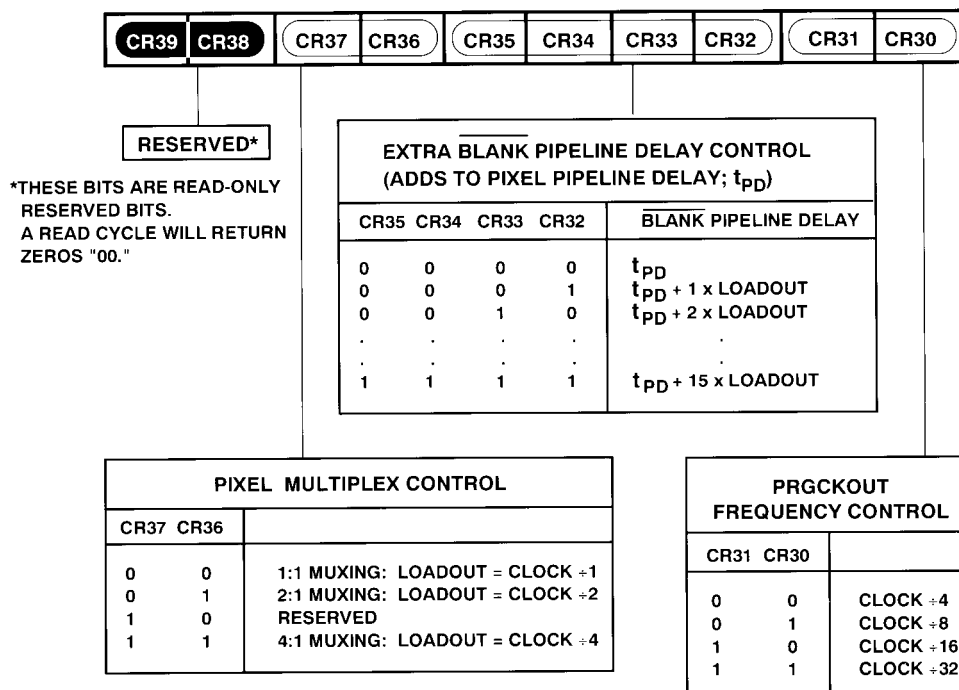 CR39 CR38 CR37 CR36 CR35 CR34 CR33 CR32 CR31 CR30
RESERVED*
*THESE BITS ARE READ-ONLY
RESERVED BITS.
A READ CYCLE WILL RETURN
ZEROS "00."
EXTRA BLANK PIPELINE DELAY CONTROL
(ADDS TO PIXEL PIPELINE DELAY; tPD)
CR35 CR34 CR33 CR32 BLANK PIPELINE DELAY
0 0 0 0 tPD
0 0 0 1 tPD + 1 x LOADOUT
0 0 1 0 tPD + 2 x LOADOUT
. . . . .
. . . . .
1 1 1 1 tPD + 15 x LOADOUT
PIXEL MULTIPLEX CONTROL
CR37 CR36
0 0 1:1 MUXING: LOADOUT = CLOCK ÷1
0 1 2:1 MUXING: LOADOUT = CLOCK ÷2
1 0 RESERVED
1 1 4:1 MUXING: LOADOUT = CLOCK ÷4
PRGCKOUT
FREQUENCY CONTROL
CR31 CR30
0 0 CLOCK ÷4
0 1 CLOCK ÷8
1 0 CLOCK ÷16
1 1 CLOCK ÷32